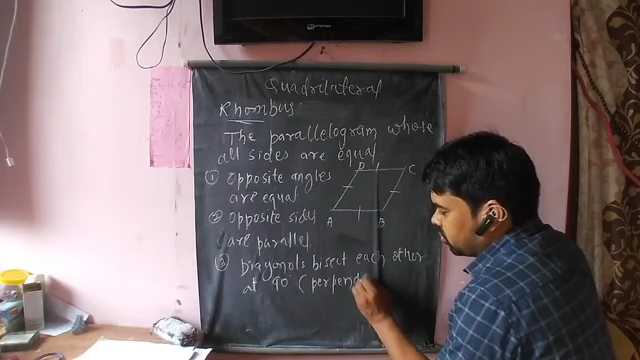 Quadrilateral
Rhombus:
The parallelogram whose
all sides are equal
① opposite angles
are equal
② opposite sides
are parallel
③ Diagonals bisect each other
at 90° (perpend
D
C
A
B